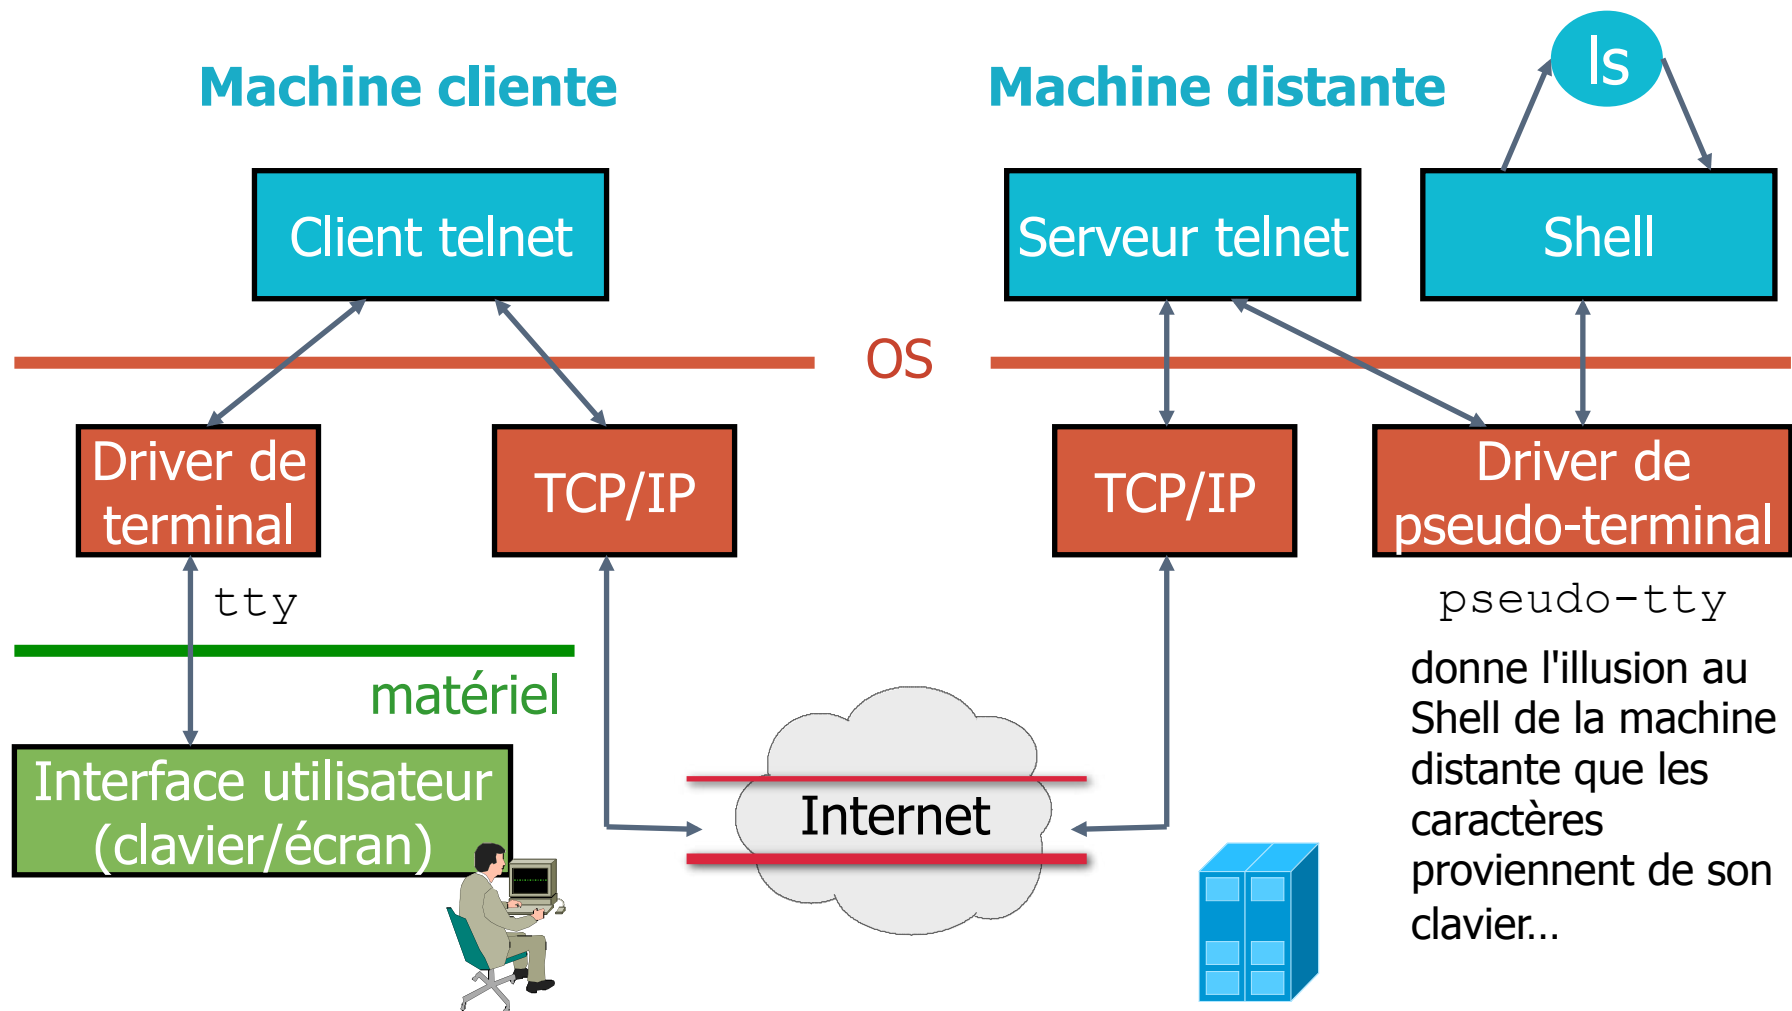 Machine cliente
Machine distante
ls
Client telnet
Serveur telnet
Shell
OS
Driver de
terminal
TCP/IP
TCP/IP
Driver de
pseudo-terminal
tty
pseudo-tty
matériel
Interface utilisateur
(clavier/écran)
Internet
donne l'illusion au
Shell de la machine
distante que les
caractères
proviennent de son
clavier…